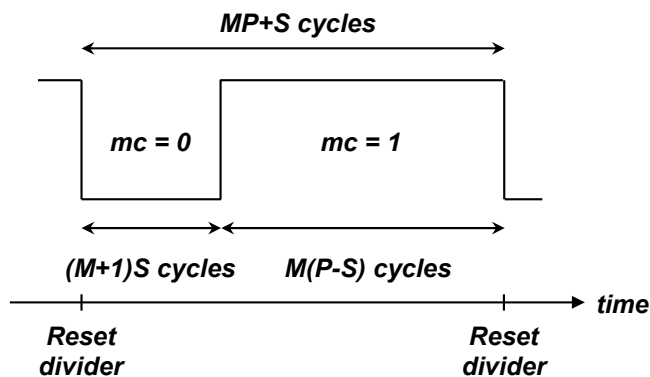 MP+S cycles
mc = 0
mc = 1
(M+1)S cycles
M(P-S) cycles
time
Reset
divider
Reset
divider